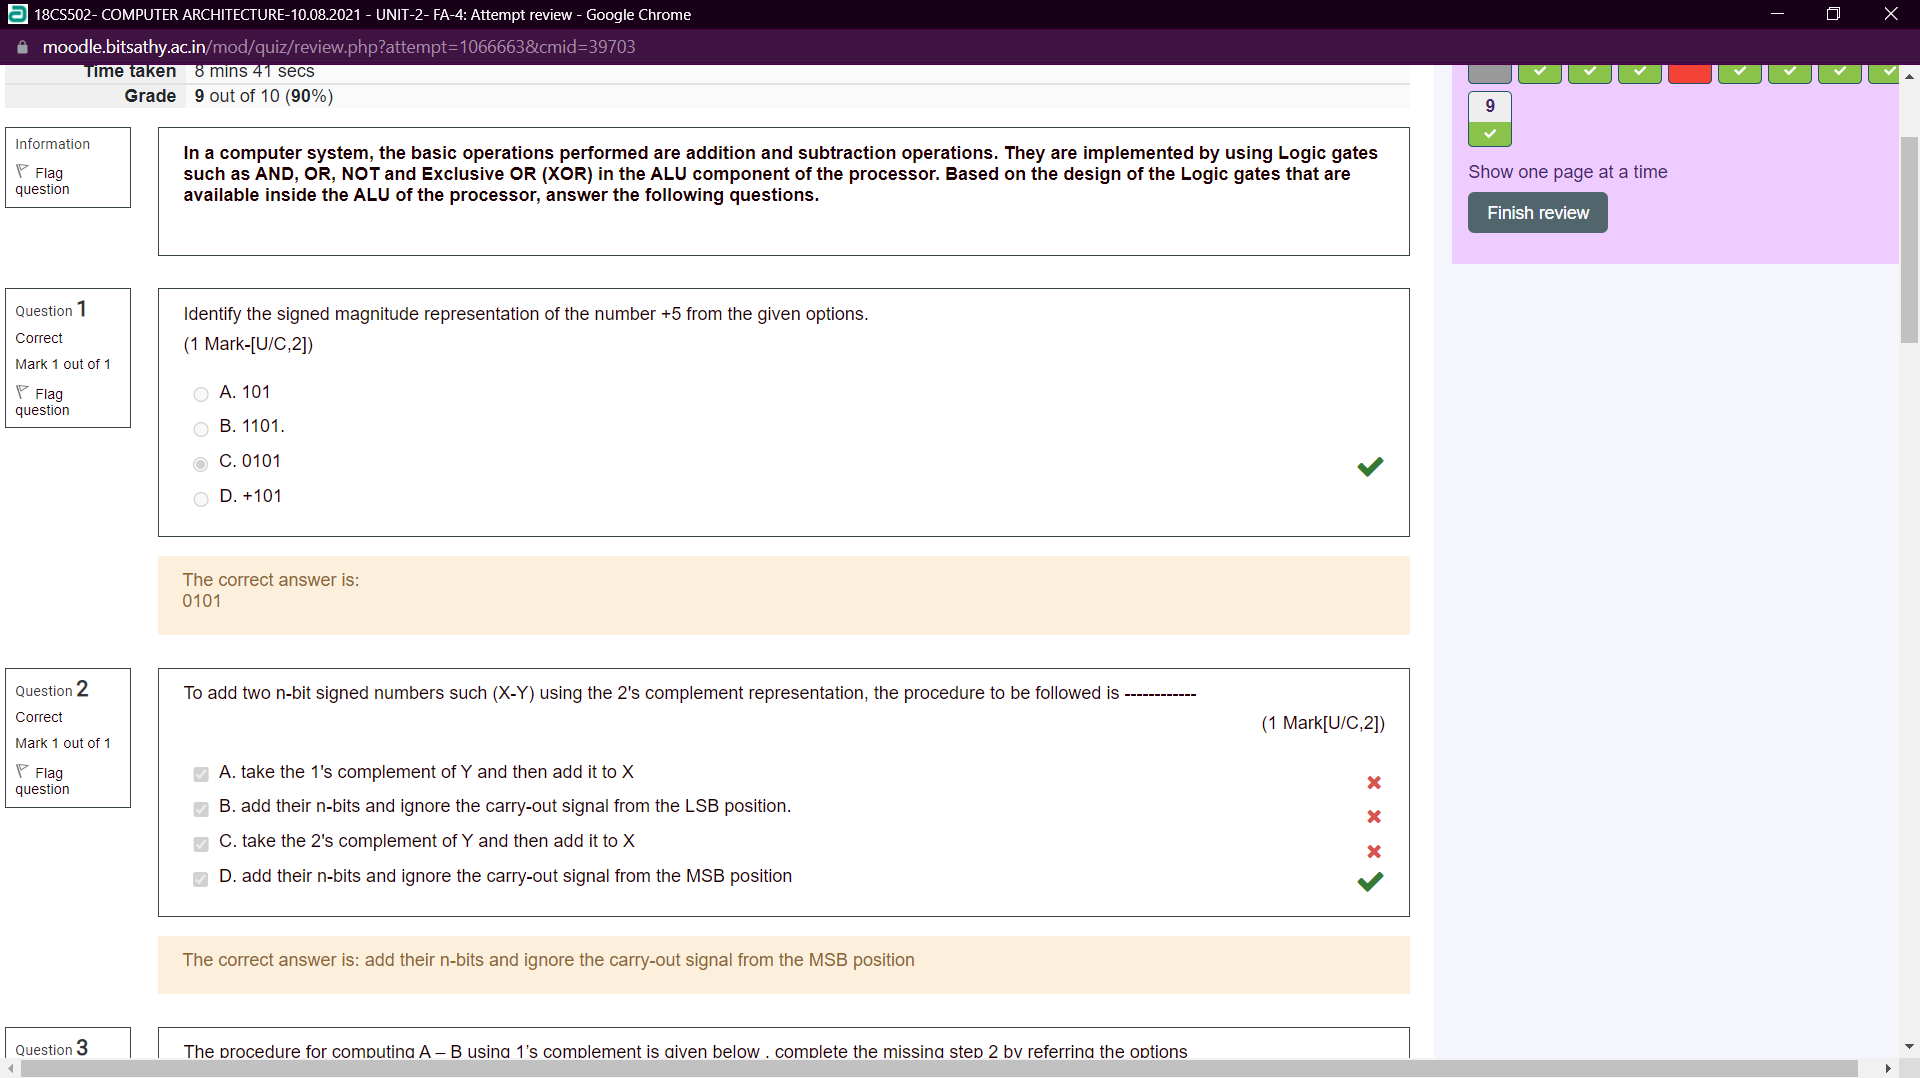 18CS502- COMPUTER ARCHITECTURE-10.08.2021 - UNIT-2- FA-4: Attempt review - Google Chrome
moodle.bitsathy.ac.in/mod/quiz/review.php?attempt=1066663&cmid=39703
Time taken 8 mins 41 secs
Grade 9 out of 10 (90%)
9
Show one page at a time
Finish review
Information
Flag
question
In a computer system, the basic operations performed are addition and subtraction operations. They are implemented by using Logic gates
such as AND, OR, NOT and Exclusive OR (XOR) in the ALU component of the processor. Based on the design of the Logic gates that are
available inside the ALU of the processor, answer the following questions.
Question 1
Correct
Mark 1 out of 1
Flag
question
Identify the signed magnitude representation of the number +5 from the given options.
(1 Mark-[U/C,2])
A. 101
B. 1101.
C. 0101
D. +101
The correct answer is:
0101
Question 2
Correct
Mark 1 out of 1
Flag
question
To add two n-bit signed numbers such (X-Y) using the 2's complement representation, the procedure to be followed is ------------
(1 Mark[U/C,2])
A. take the 1's complement of Y and then add it to X
B. add their n-bits and ignore the carry-out signal from the LSB position.
C. take the 2's complement of Y and then add it to X
D. add their n-bits and ignore the carry-out signal from the MSB position
The correct answer is: add their n-bits and ignore the carry-out signal from the MSB position
Question 3
The procedure for computing A – B using 1's complement is given below . complete the missing step 2 by referring the options